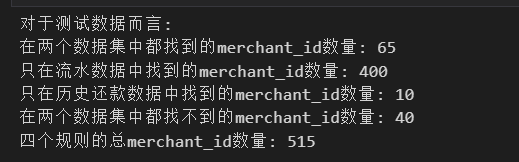 对于测试数据而言:
在两个数据集中都找到的merchant_id数量: 65
只在流水数据中找到的merchant_id数量: 400
只在历史还款数据中找到的merchant_id数量: 10
在两个数据集中都找不到的merchant_id数量: 40
四个规则的总merchant_id数量: 515